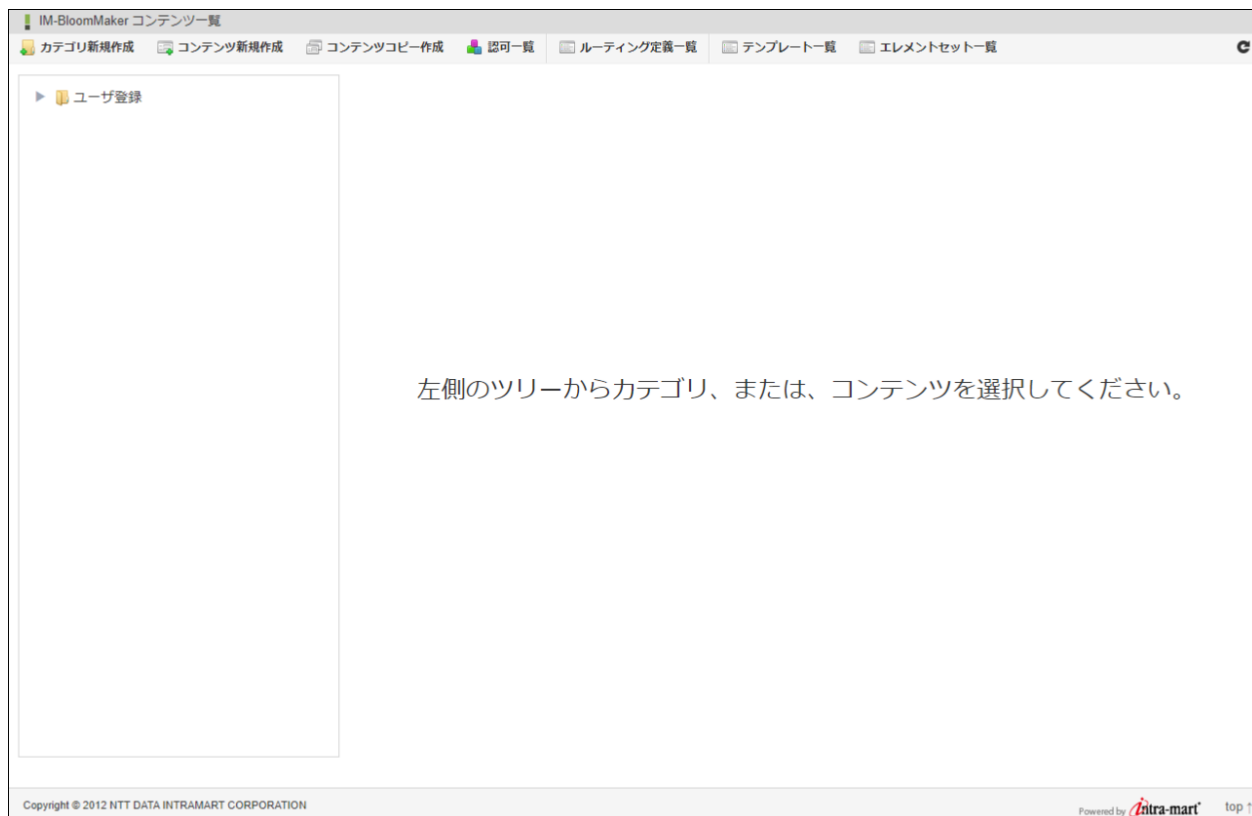 IM-BloomMaker コンテンツ一覧
カテゴリ新規作成 コンテンツ新規作成 コンテンツコピー作成 認可一覧 ルーティング定義一覧 テンプレート一覧 エレメントセット一覧
ユーザ登録
左側のツリーからカテゴリ、または、コンテンツを選択してください。
Copyright © 2012 NTT DATA INTRAMART CORPORATION
Powered by intra-mart top ↑